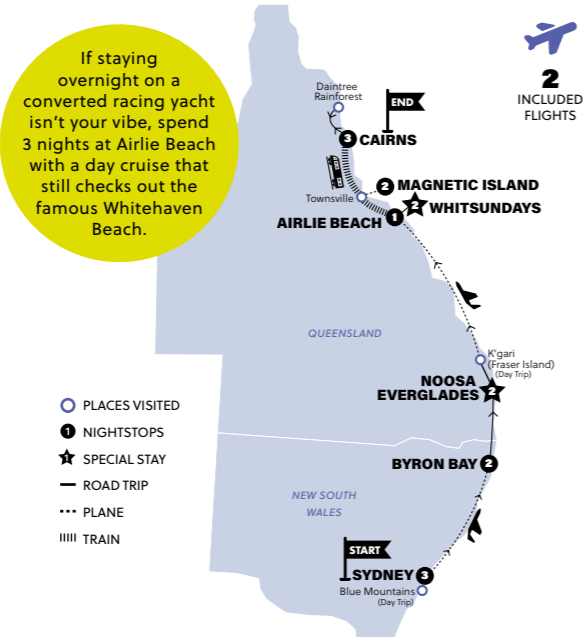 If staying
overnight on a
converted racing yacht
isn't your vibe, spend
3 nights at Airlie Beach
with a day cruise that
still checks out the
famous Whitehaven
Beach.
2
INCLUDED
FLIGHTS
Daintree
Rainforest
END
3 CAIRNS
2 MAGNETIC ISLAND
Townsville
2 WHITSUNDAYS
AIRLIE BEACH 1
QUEENSLAND
K'gari
(Fraser Island)
(Day Trip)
NOOSA
EVERGLADES 2
PLACES VISITED
1 NIGHTSTOPS
1 SPECIAL STAY
ROAD TRIP
PLANE
TRAIN
BYRON BAY 2
NEW SOUTH
WALES
START
SYDNEY 3
Blue Mountains
(Day Trip)